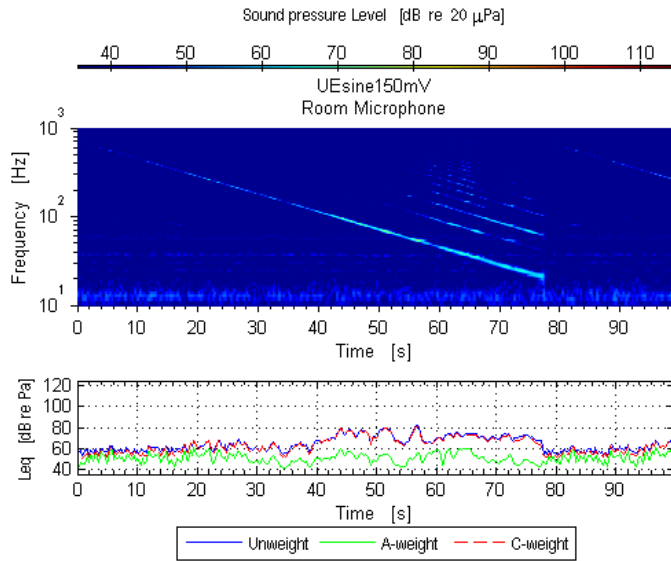 Sound pressure Level [dB re 20 μPa]
40 50 60 70 80 90 100 110
UEsine150mV
Room Microphone
Frequency [Hz]
10^3
10^2
10^1
0 10 20 30 40 50 60 70 80 90
Time [s]
Leq [dB re Pa]
120
100
80
60
40
0 10 20 30 40 50 60 70 80 90
Time [s]
Unweight A-weight C-weight